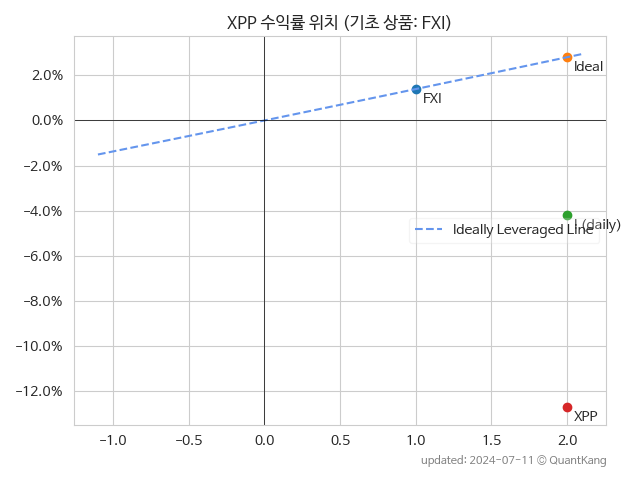 XPP 수익률 위치 (기초 상품: FXI)
2.0%
0.0%
−2.0%
−4.0%
−6.0%
−8.0%
−10.0%
−12.0%
Ideal
FXI
(daily)
Ideally Leveraged Line
XPP
−1.0 −0.5 0.0 0.5 1.0 1.5 2.0
updated: 2024-07-11 © QuantKang